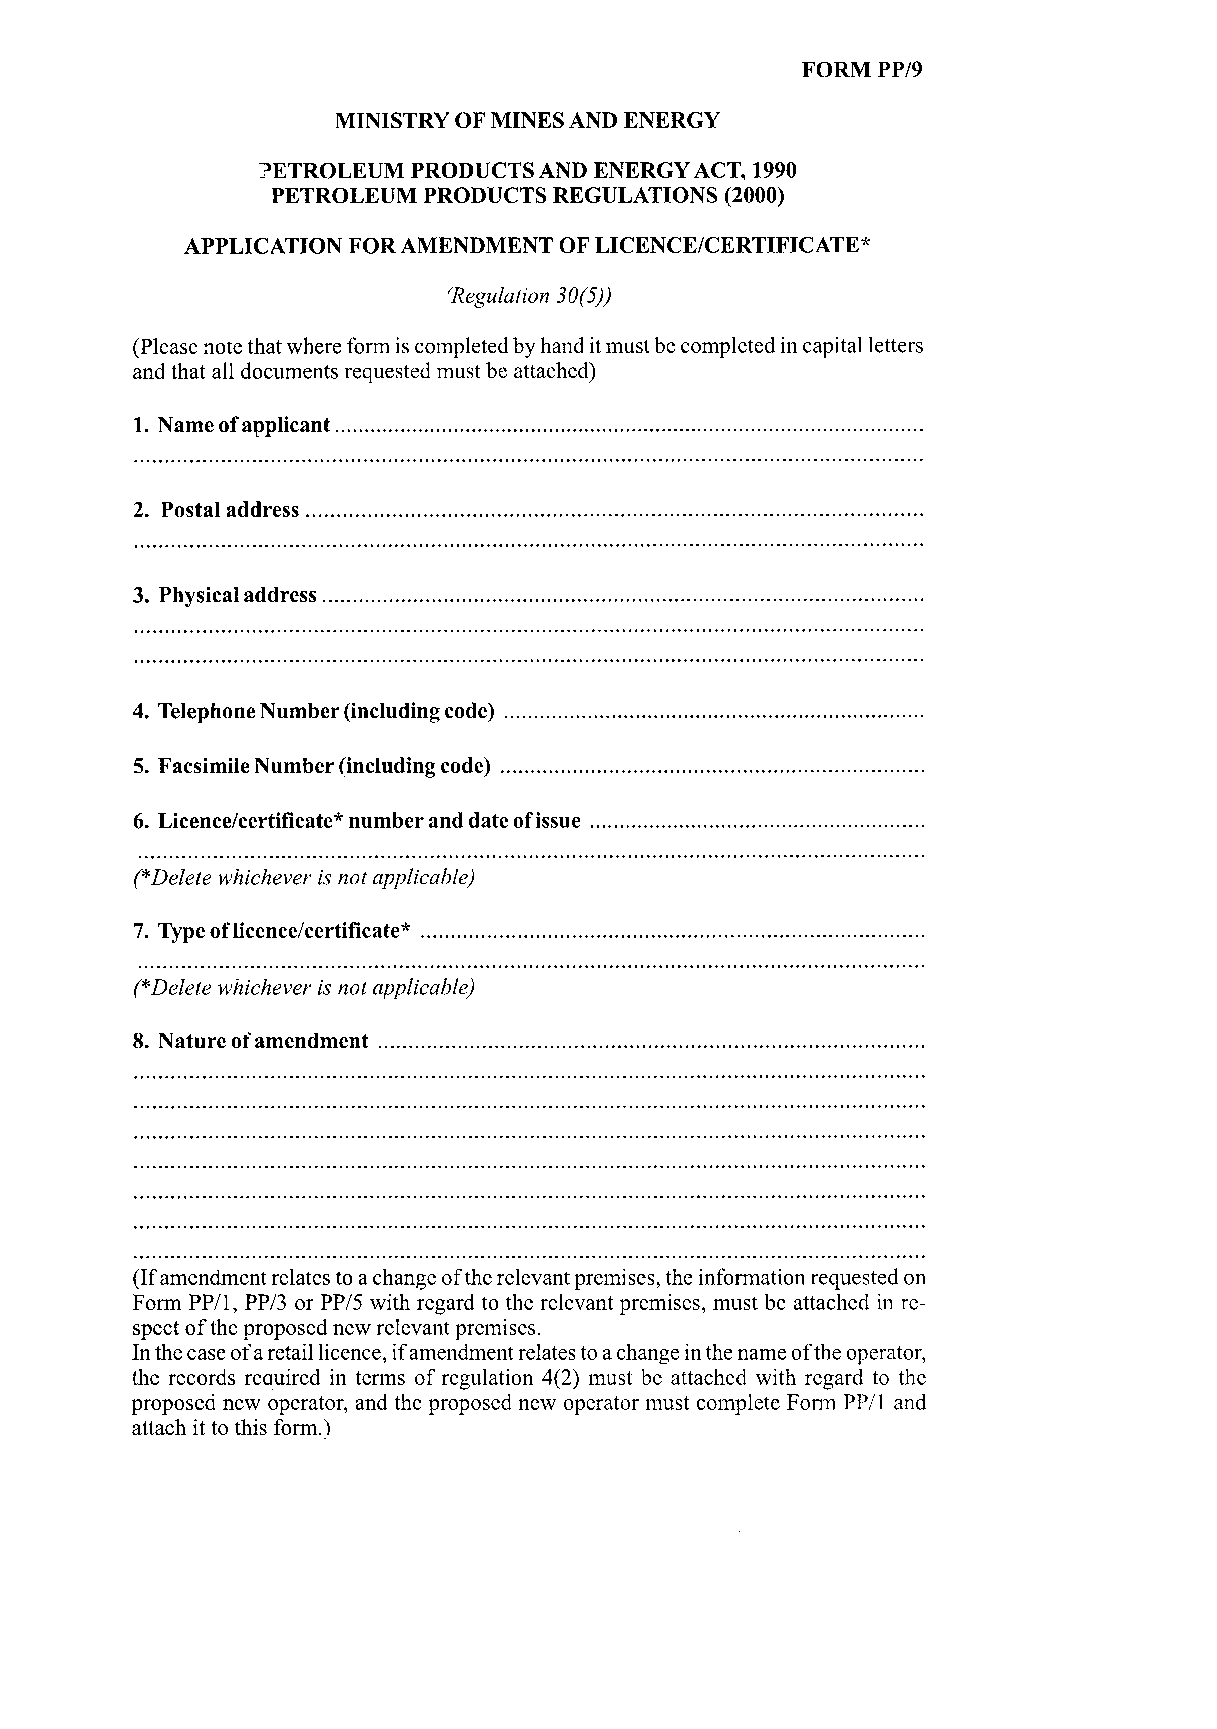 FORM PP/9
MINISTRY OF MINES AND ENERGY
PETROLEUM PRODUCTS AND ENERGY ACT, 1990
PETROLEUM PRODUCTS REGULATIONS (2000)
APPLICATION FOR AMENDMENT OF LICENCE/CERTIFICATE*
(Regulation 30(5))
(Please note that where form is completed by hand it must be completed in capital letters
and that all documents requested must be attached)
1. Name of applicant ....................................................................................................
....................................................................................................
2. Postal address ....................................................................................................
....................................................................................................
3. Physical address ....................................................................................................
....................................................................................................
....................................................................................................
4. Telephone Number (including code) ......................................................................
5. Facsimile Number (including code) ......................................................................
6. Licence/certificate* number and date of issue ........................................................
....................................................................................................
(*Delete whichever is not applicable)
7. Type of licence/certificate* ....................................................................................
....................................................................................................
(*Delete whichever is not applicable)
8. Nature of amendment ...........................................................................................
....................................................................................................
....................................................................................................
....................................................................................................
....................................................................................................
....................................................................................................
....................................................................................................
....................................................................................................
(If amendment relates to a change of the relevant premises, the information requested on
Form PP/1, PP/3 or PP/5 with regard to the relevant premises, must be attached in re-
spect of the proposed new relevant premises.
In the case of a retail licence, if amendment relates to a change in the name of the operator,
the records required in terms of regulation 4(2) must be attached with regard to the
proposed new operator, and the proposed new operator must complete Form PP/1 and
attach it to this form.)